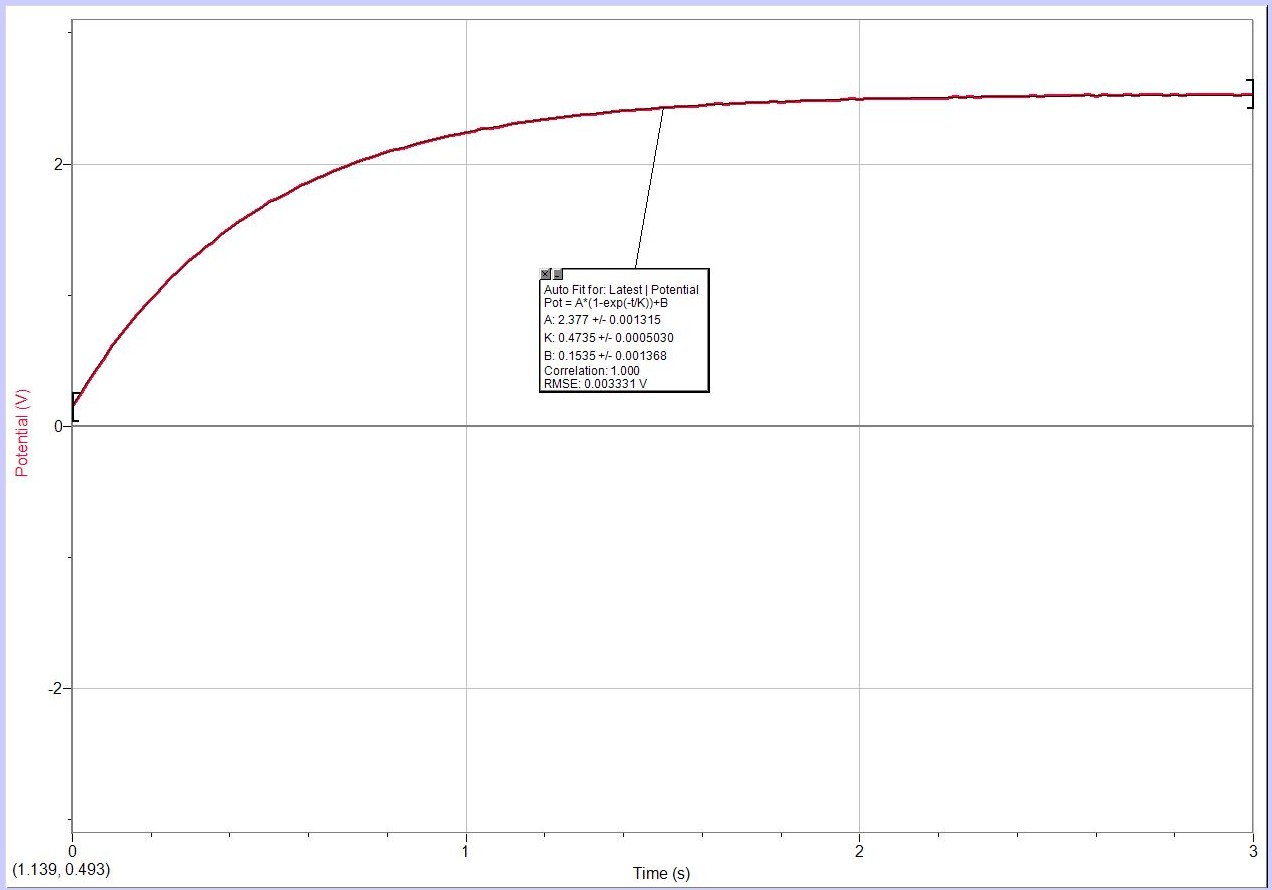 2
0
-2
Potential (V)
Auto Fit for: Latest | Potential
Pot = A*(1-exp(-t/K))+B
A: 2.377 +/- 0.001315
K: 0.4735 +/- 0.0005030
B: 0.1535 +/- 0.001368
Correlation: 1.000
RMSE: 0.003331 V
0 1 2 3
(1.139, 0.493)
Time (s)